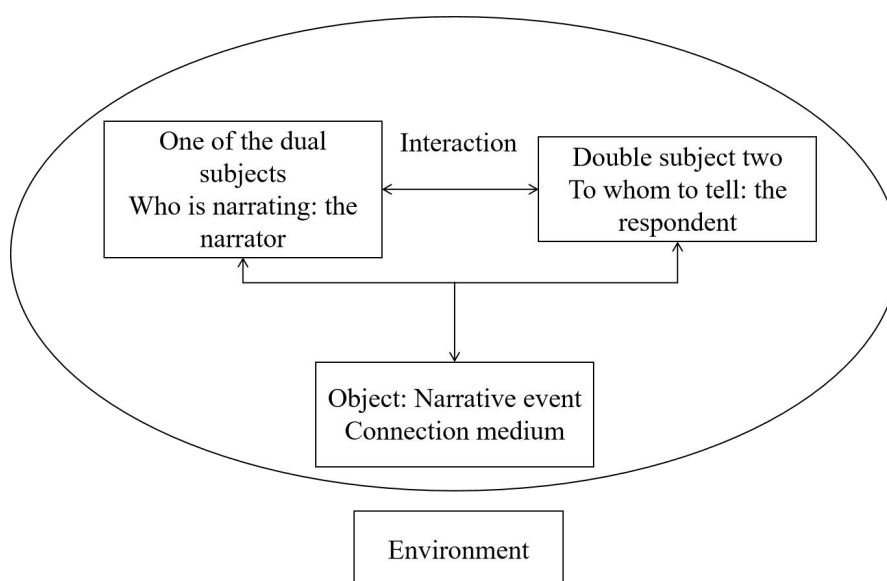 One of the dual
subjects
Who is narrating: the
narrator
Interaction
Double subject two
To whom to tell: the
respondent
Object: Narrative event
Connection medium
Environment